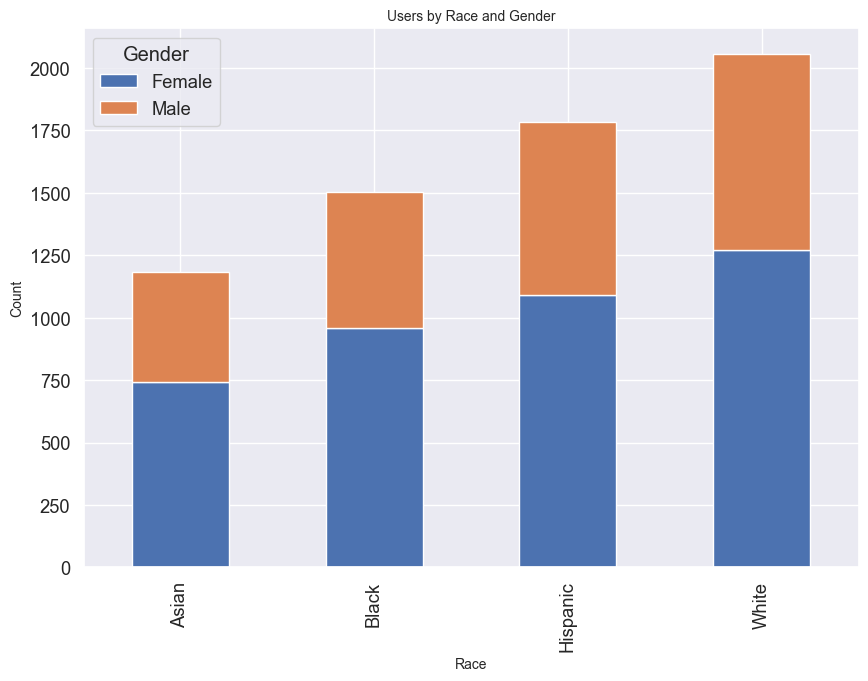 Users by Race and Gender
Gender
Female
Male
2000
1750
1500
1250
1000
750
500
250
0
Count
Asian
Black
Hispanic
White
Race